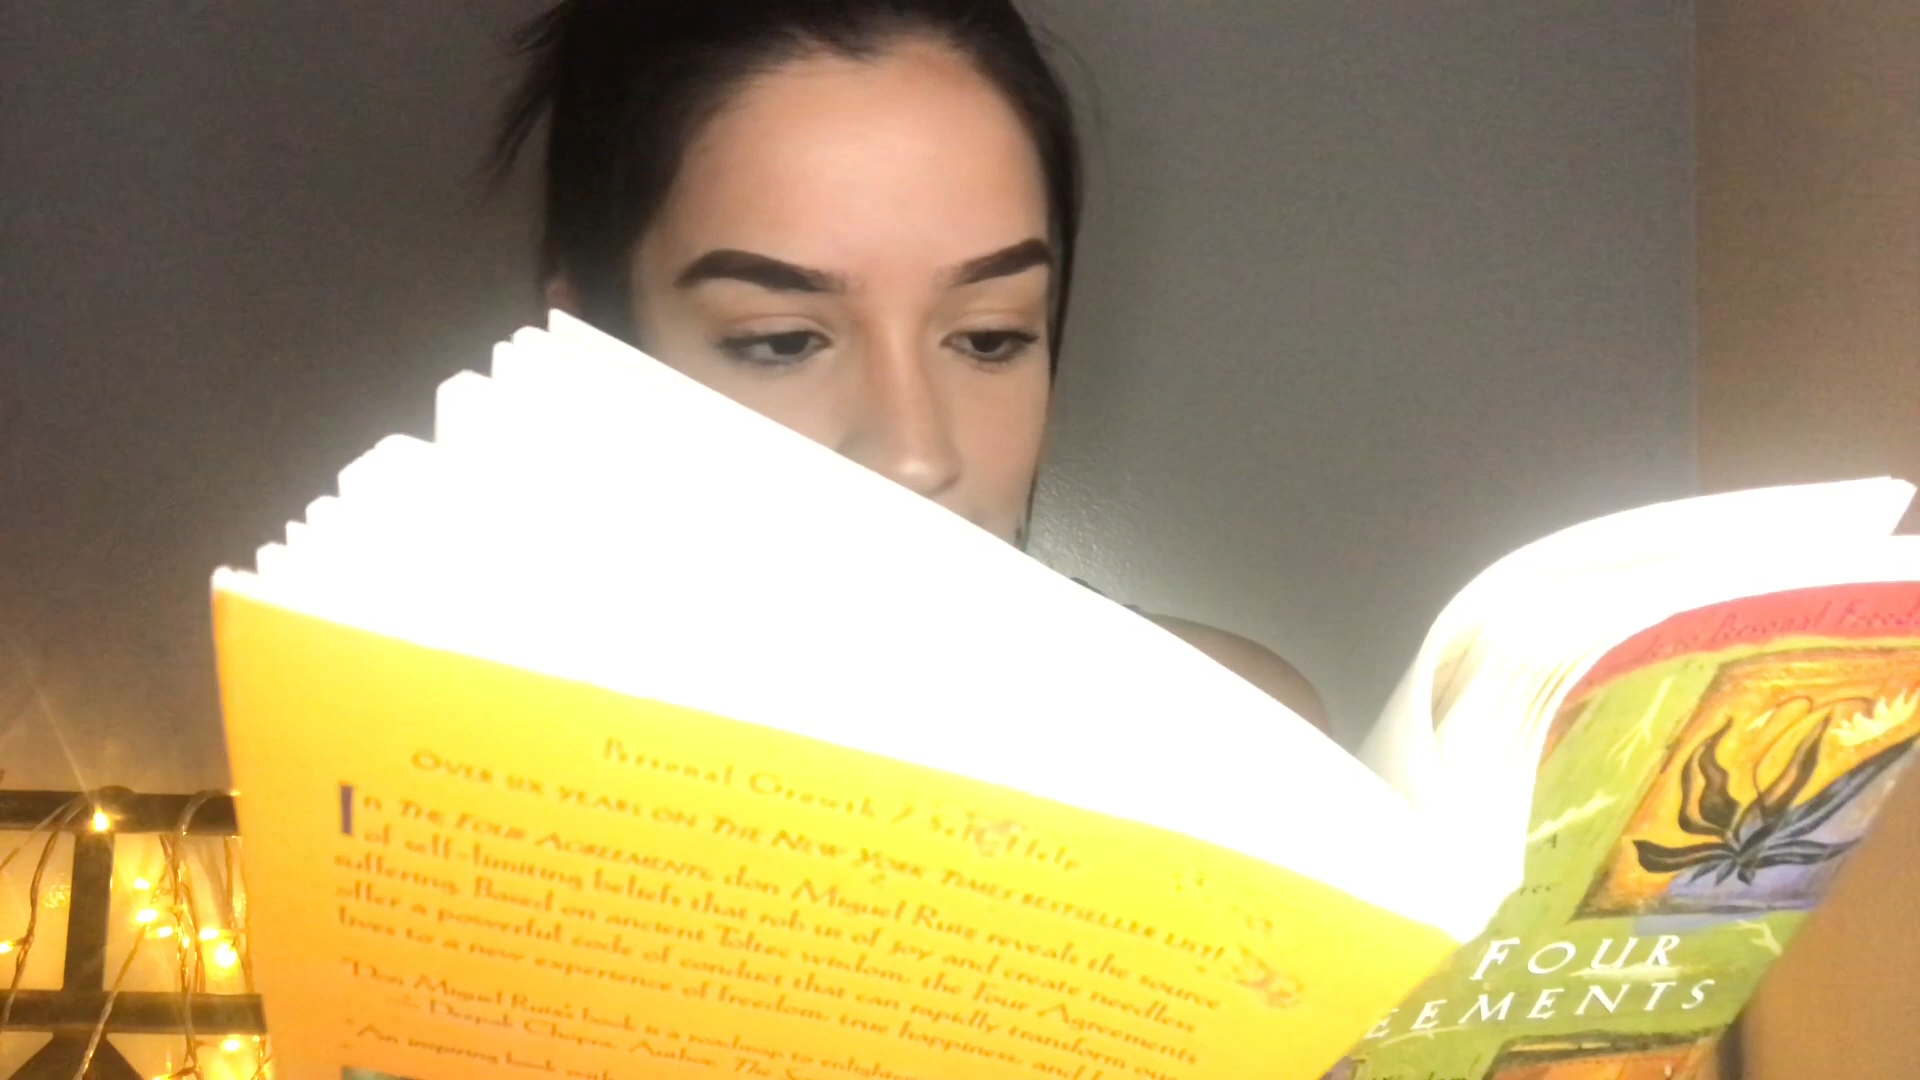 Personal Growth / Self-Help
OVER SIX YEARS ON THE NEW YORK TIMES BESTSELLER LIST!
In THE FOUR AGREEMENTS, don Miguel Ruiz reveals the source
of self-limiting beliefs that rob us of joy and create needless
suffering. Based on ancient Toltec wisdom, the Four Agreements
offer a powerful code of conduct that can rapidly transform our
lives to a new experience of freedom, true happiness, and
"Don Miguel Ruiz's book is a roadmap to
— Deepak Chopra, Author, The
"An inspiring book with
Personal
FOUR
EEMENTS